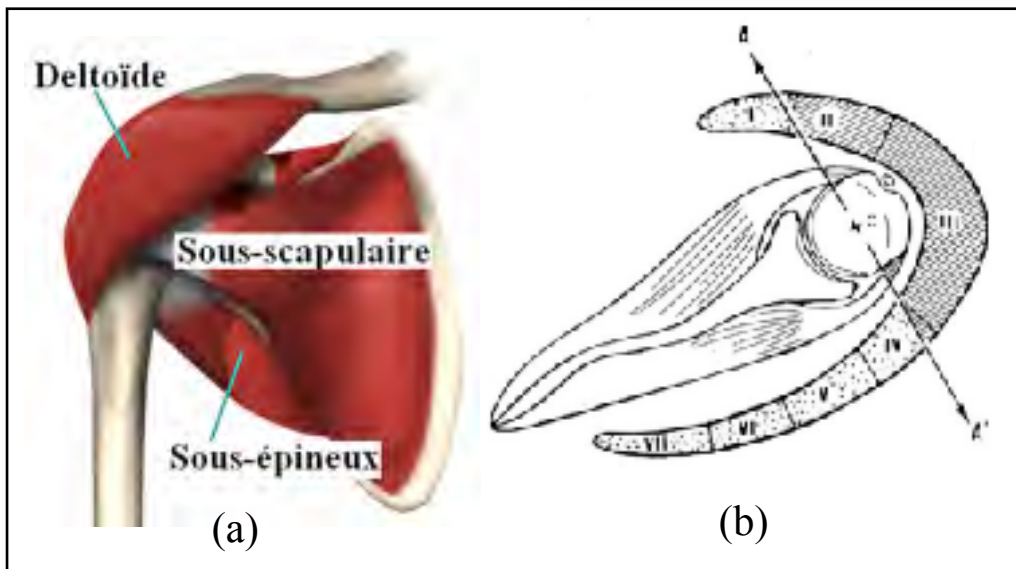 Deltoïde
Sous-scapulaire
Sous-épineux
(a)
I
II
III
IV
V
VI
VII
(b)